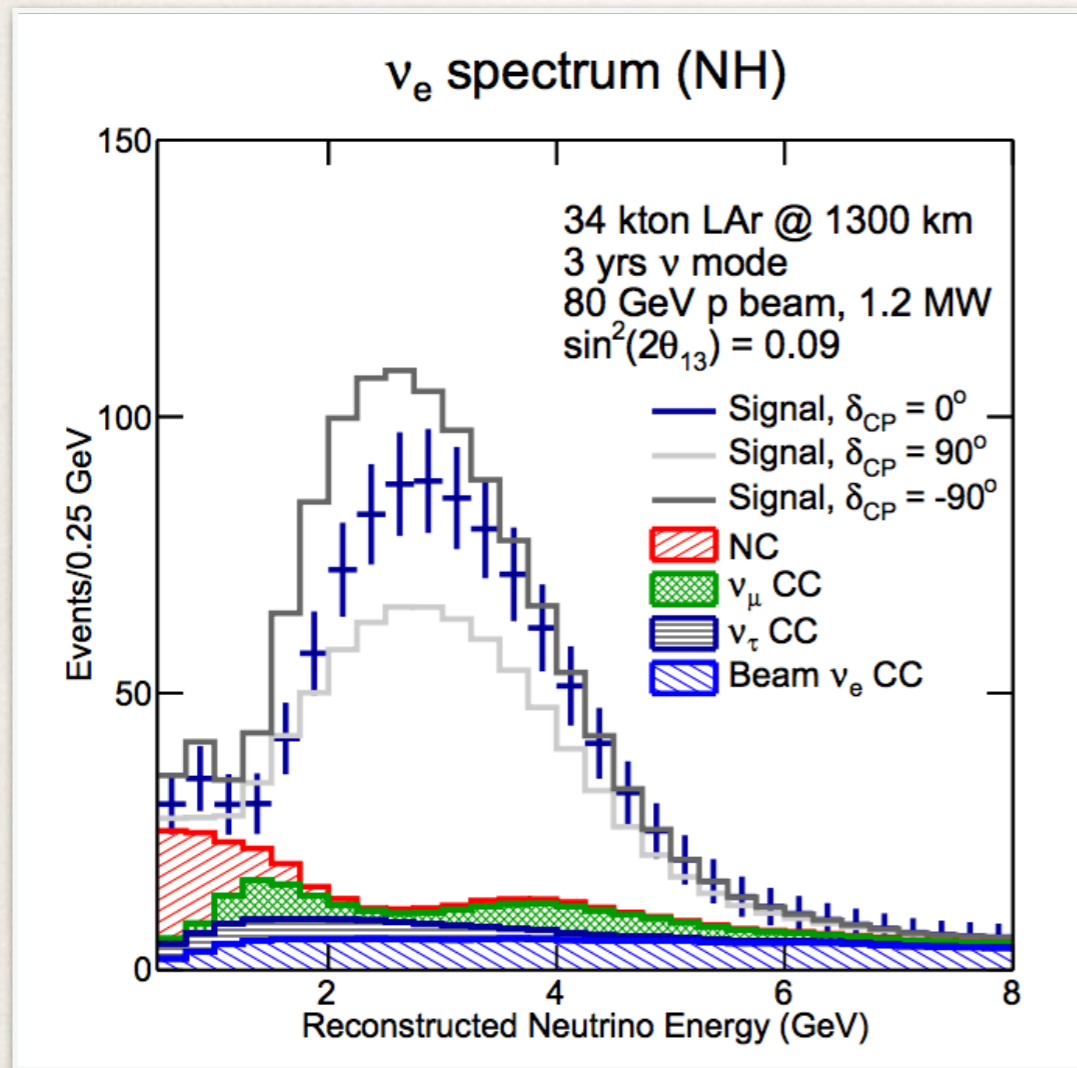 νe spectrum (NH)
150
100
50
0
Events/0.25 GeV
34 kton LAr @ 1300 km
3 yrs ν mode
80 GeV p beam, 1.2 MW
sin²(2θ₁₃) = 0.09
Signal, δCP = 0°
Signal, δCP = 90°
Signal, δCP = -90°
NC
νμ CC
ντ CC
Beam νe CC
2 4 6 8
Reconstructed Neutrino Energy (GeV)